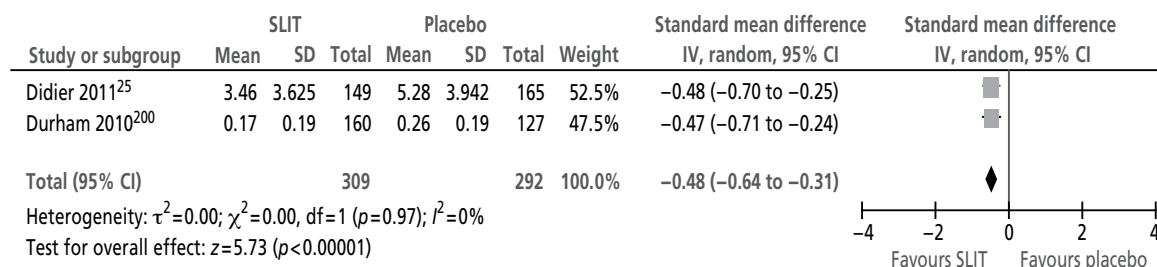 SLIT Placebo Standard mean difference Standard mean difference
Study or subgroup Mean SD Total Mean SD Total Weight IV, random, 95% CI IV, random, 95% CI
Didier 2011²⁵ 3.46 3.625 149 5.28 3.942 165 52.5% −0.48 (−0.70 to −0.25)
Durham 2010²⁰⁰ 0.17 0.19 160 0.26 0.19 127 47.5% −0.47 (−0.71 to −0.24)
Total (95% CI) 309 292 100.0% −0.48 (−0.64 to −0.31)
Heterogeneity: τ²=0.00; χ²=0.00, df=1 (p=0.97); I²=0%
Test for overall effect: z=5.73 (p<0.00001)
−4 −2 0 2 4
Favours SLIT Favours placebo